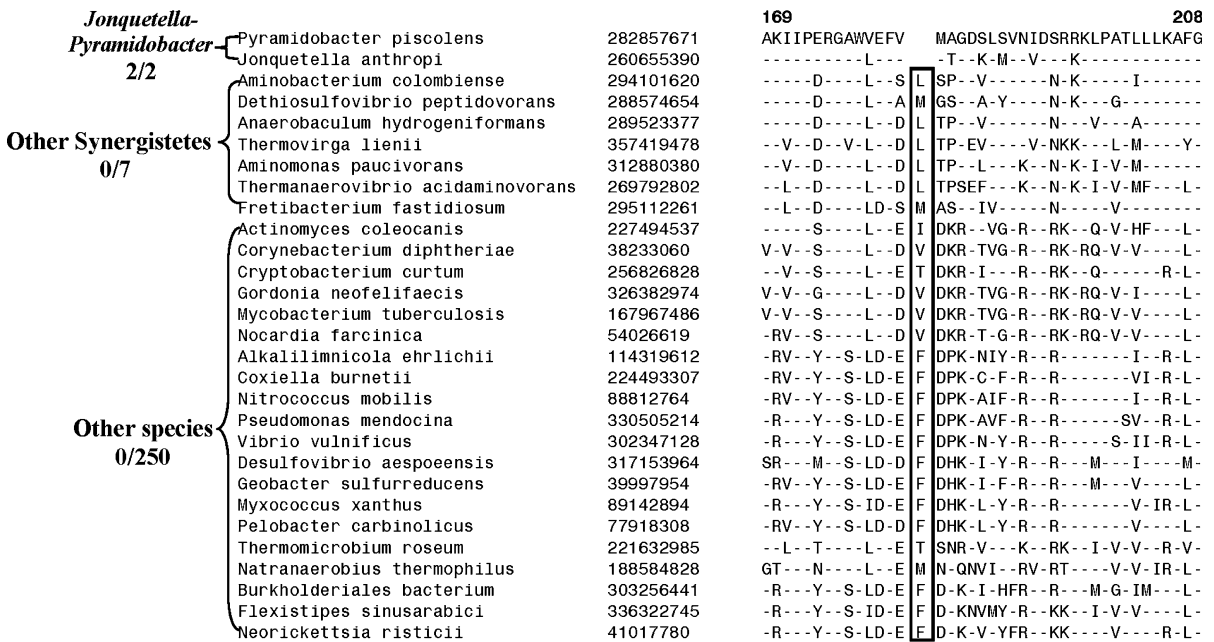 169 208
Jonquetella-
Pyramidobacter
2/2
Pyramidobacter piscolens 282857671 AKIIPERGAWVEFV MAGDSLSVNIDSRRKLPATLLLKAFG
Jonquetella anthropi 260655390 ----------L--- -T--K-M--V---K------------
Other Synergistetes
0/7
Aminobacterium colombiense 294101620 -----D----L--S L SP--V------N-K-----I------
Dethiosulfovibrio peptidovorans 288574654 -----D----L--A M GS--A-Y-----N-K---G--------
Anaerobaculum hydrogeniformans 289523377 -----D----L--D L TP--V------N-K--V--A-------
Thermovirga lienii 357419478 --V--D--V-L--D L TP-EV----V-NKK---L-M-----Y-
Aminomonas paucivorans 312880380 --V--D----L--D L TP--L---K--N-K-I-V-M-------
Thermanaerovibrio acidaminovorans 269792802 --L--D----L--D L TPSEF---K--N-K-I-V-MF----L-
Fretibacterium fastidiosum 295112261 --L--D----LD-S M AS--IV-----N-----V---------
Other species
0/250
Actinomyces coleocanis 227494537 -----S----L--E I DKR--VG-R--RK--Q-V-HF----L-
Corynebacterium diphtheriae 38233060 V-V--S----L--D V DKR-TVG-R--RK-RQ-V-V-----L-
Cryptobacterium curtum 256826828 --V--S----L--E T DKR-I---R--RK--Q------R-L-
Gordonia neofelifaecis 326382974 V-V--G----L--D V DKR-TVG-R--RK-RQ-V-I-----L-
Mycobacterium tuberculosis 167967486 V-V--S----L--D V DKR-TVG-R--RK-RQ-V-V-----L-
Nocardia farcinica 54026619 -RV--S----L--D V DKR-T-G-R--RK-RQ-V-V-----L-
Alkalilimnicola ehrlichii 114319612 -RV--Y--S-LD-E F DPK-NIY-R--R-------I---R-L-
Coxiella burnetii 224493307 -RV--Y--S-LD-E F DPK-C-F-R--R-------VI--R-L-
Nitrococcus mobilis 88812764 -RV--Y--S-LD-E F DPK-AIF-R--R-------I---R-L-
Pseudomonas mendocina 330505214 -R---Y--S-LD-E F DPK-AVF-R--R------SV---R-L-
Vibrio vulnificus 302347128 -R---Y--S-LD-E F DPK-N-Y-R--R-----S-II--R-L-
Desulfovibrio aespoeensis 317153964 SR---M--S-LD-D F DHK-I-Y-R--R---M---I-----M-
Geobacter sulfurreducens 39997954 -RV--Y--S-LD-E F DHK-I-F-R--R---M---V-----L-
Myxococcus xanthus 89142894 -R---Y--S-ID-E F DHK-L-Y-R--R-------V--IR-L-
Pelobacter carbinolicus 77918308 -RV--Y--S-LD-D F DHK-L-Y-R--R-------V-----L-
Thermomicrobium roseum 221632985 --L--T----L--E T SNR-V---K--RK--I-V-V---R-V-
Natranaerobius thermophilus 188584828 GT---N----L--E M N-QNVI--RV-RT----V-V--IR-L-
Burkholderiales bacterium 303256441 -R---Y--S-LD-E F D-K-I-HFR--R---M-G-IM----L-
Flexistipes sinusarabici 336322745 -R---Y--S-ID-E F D-KNVMY-R--KK--I-V-V-----L-
Neorickettsia risticii 41017780 -R---Y--S-LD-E F D-K-V-YFR--KK------V---R-L-